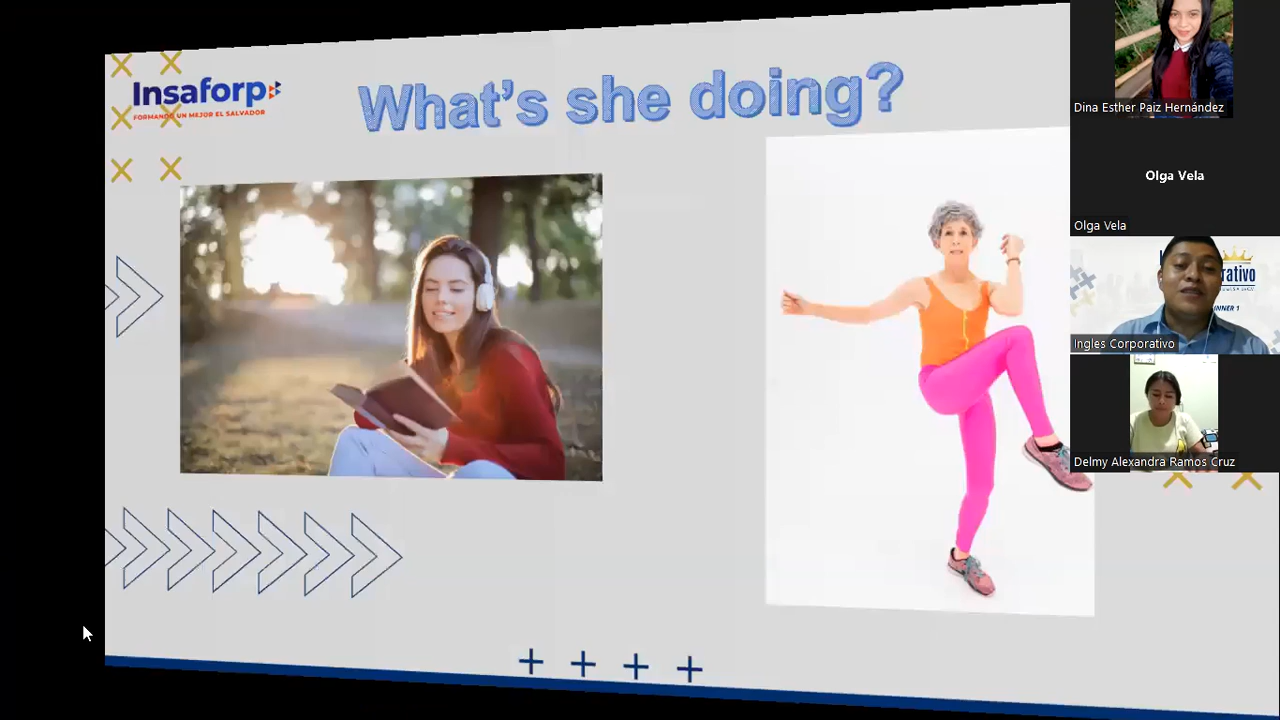 Insaforp
FORMANDO UN MEJOR EL SALVADOR
What's she doing?
Dina Esther Paiz Hernández
Olga Vela
Olga Vela
Ingles Corporativo
Delmy Alexandra Ramos Cruz